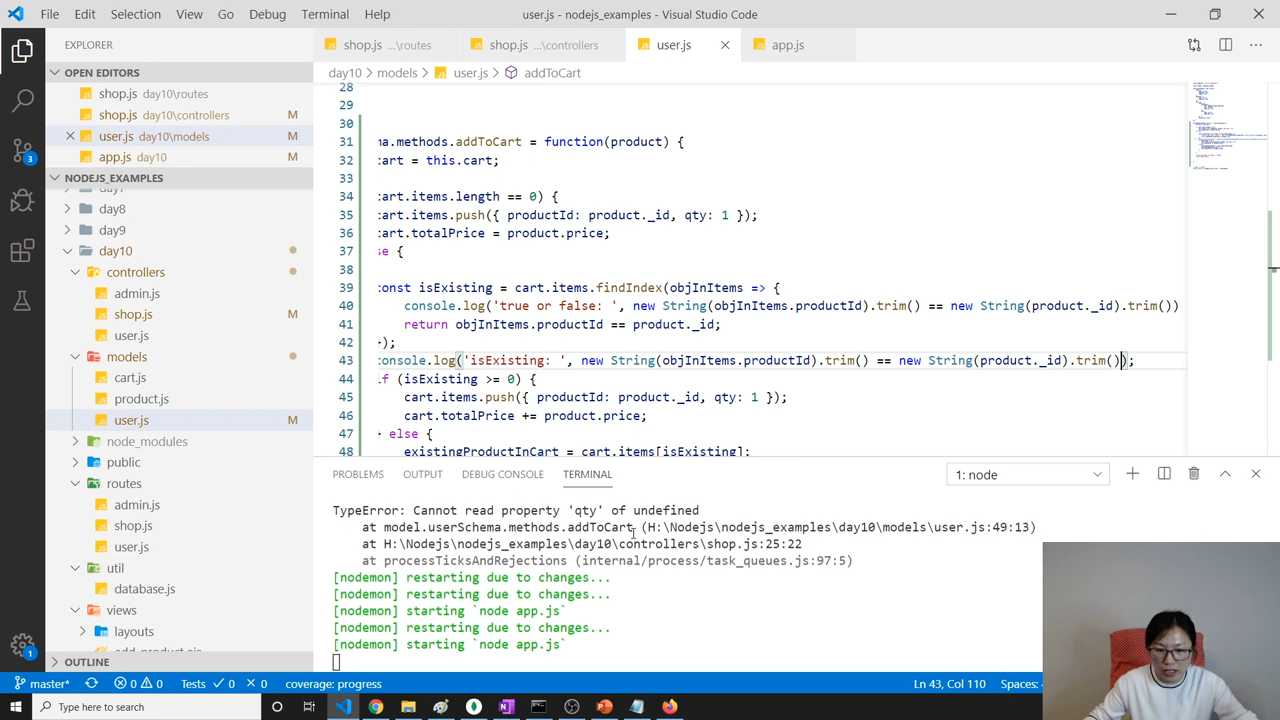 File Edit Selection View Go Debug Terminal Help
user.js - nodejs_examples - Visual Studio Code
EXPLORER
shop.js ...\routes
shop.js ...\controllers
user.js
app.js
OPEN EDITORS
shop.js day10\routes
shop.js day10\controllers M
user.js day10\models M
app.js day10 M
NODEJS_EXAMPLES
day7
day8
day9
day10
controllers
admin.js
shop.js M
user.js
models
cart.js
product.js
user.js M
node_modules
public
routes
admin.js
shop.js
user.js
util
database.js
views
layouts
add-product.ejs
OUTLINE
day10 > models > user.js > addToCart
28
29
30
31 na.methods.addToCart = function(product) {
32 cart = this.cart;
33
34 cart.items.length == 0) {
35 cart.items.push({ productId: product._id, qty: 1 });
36 cart.totalPrice = product.price;
37 se {
38
39 const isExisting = cart.items.findIndex(objInItems => {
40 console.log('true or false: ', new String(objInItems.productId).trim() == new String(product._id).trim())
41 return objInItems.productId == product._id;
42 );
43 console.log('isExisting: ', new String(objInItems.productId).trim() == new String(product._id).trim());
44 if (isExisting >= 0) {
45 cart.items.push({ productId: product._id, qty: 1 });
46 cart.totalPrice += product.price;
47 else {
48 existingProductInCart = cart.items[isExisting];
PROBLEMS OUTPUT DEBUG CONSOLE TERMINAL
1: node
TypeError: Cannot read property 'qty' of undefined
at model.userSchema.methods.addToCart (H:\Nodejs\nodejs_examples\day10\models\user.js:49:13)
at H:\Nodejs\nodejs_examples\day10\controllers\shop.js:25:22
at processTicksAndRejections (internal/process/task_queues.js:97:5)
[nodemon] restarting due to changes...
[nodemon] restarting due to changes...
[nodemon] starting `node app.js`
[nodemon] restarting due to changes...
[nodemon] starting `node app.js`
3
1
master* 0 0 Tests 0 0 coverage: progress
Ln 43, Col 110 Spaces:
Type here to search